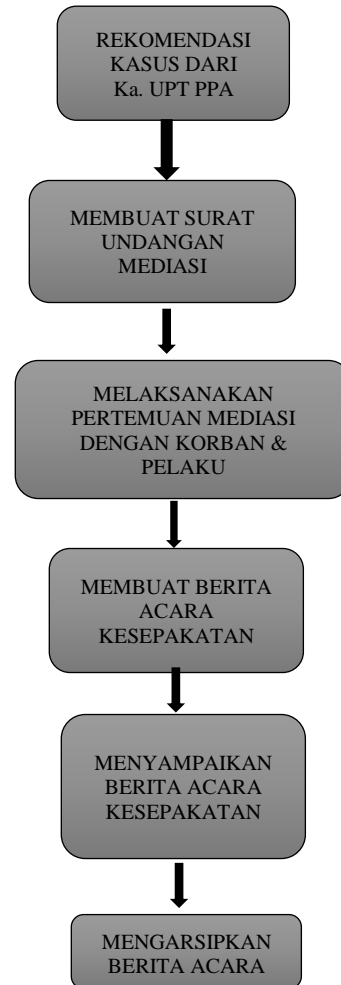 REKOMENDASI
KASUS DARI
Ka. UPT PPA
MEMBUAT SURAT
UNDANGAN
MEDIASI
MELAKSANAKAN
PERTEMUAN MEDIASI
DENGAN KORBAN &
PELAKU
MEMBUAT BERITA
ACARA
KESEPAKATAN
MENYAMPAIKAN
BERITA ACARA
KESEPAKATAN
MENGARSIPKAN
BERITA ACARA